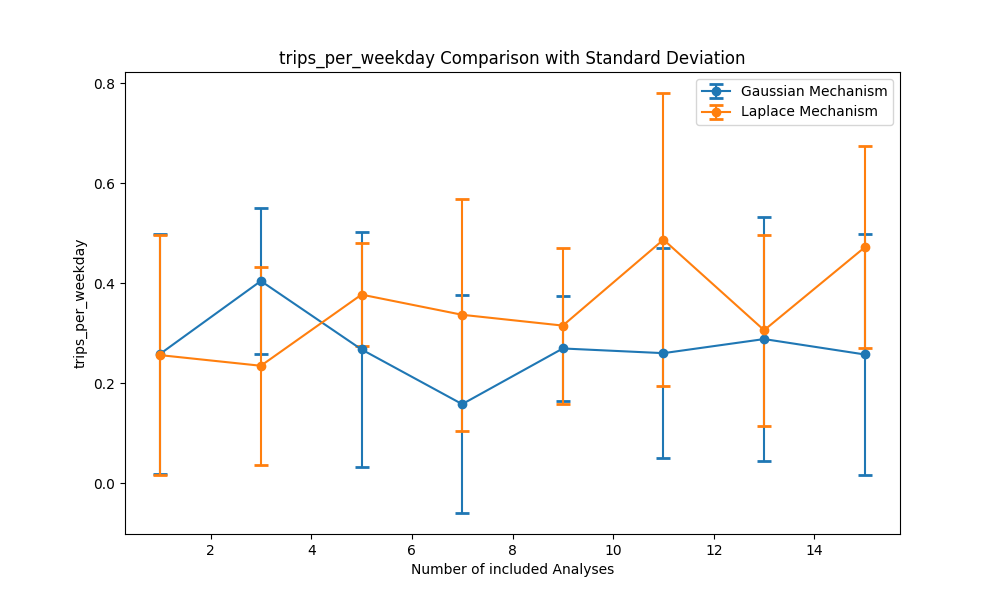 trips_per_weekday Comparison with Standard Deviation
Gaussian Mechanism
Laplace Mechanism
trips_per_weekday
0.8
0.6
0.4
0.2
0.0
2 4 6 8 10 12 14
Number of included Analyses